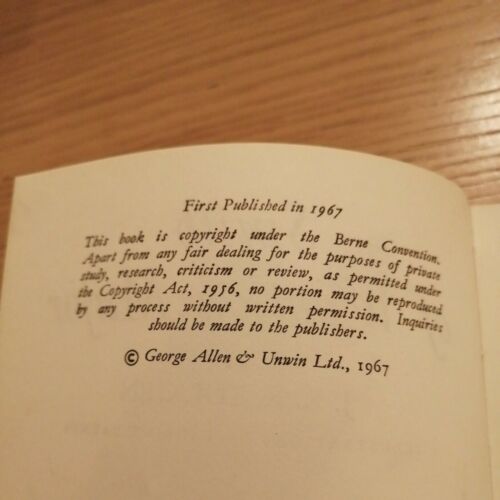 First Published in 1967
This book is copyright under the Berne Convention.
Apart from any fair dealing for the purposes of private
study, research, criticism or review, as permitted under
the Copyright Act, 1956, no portion may be reproduced
by any process without written permission. Inquiries
should be made to the publishers.
© George Allen & Unwin Ltd., 1967